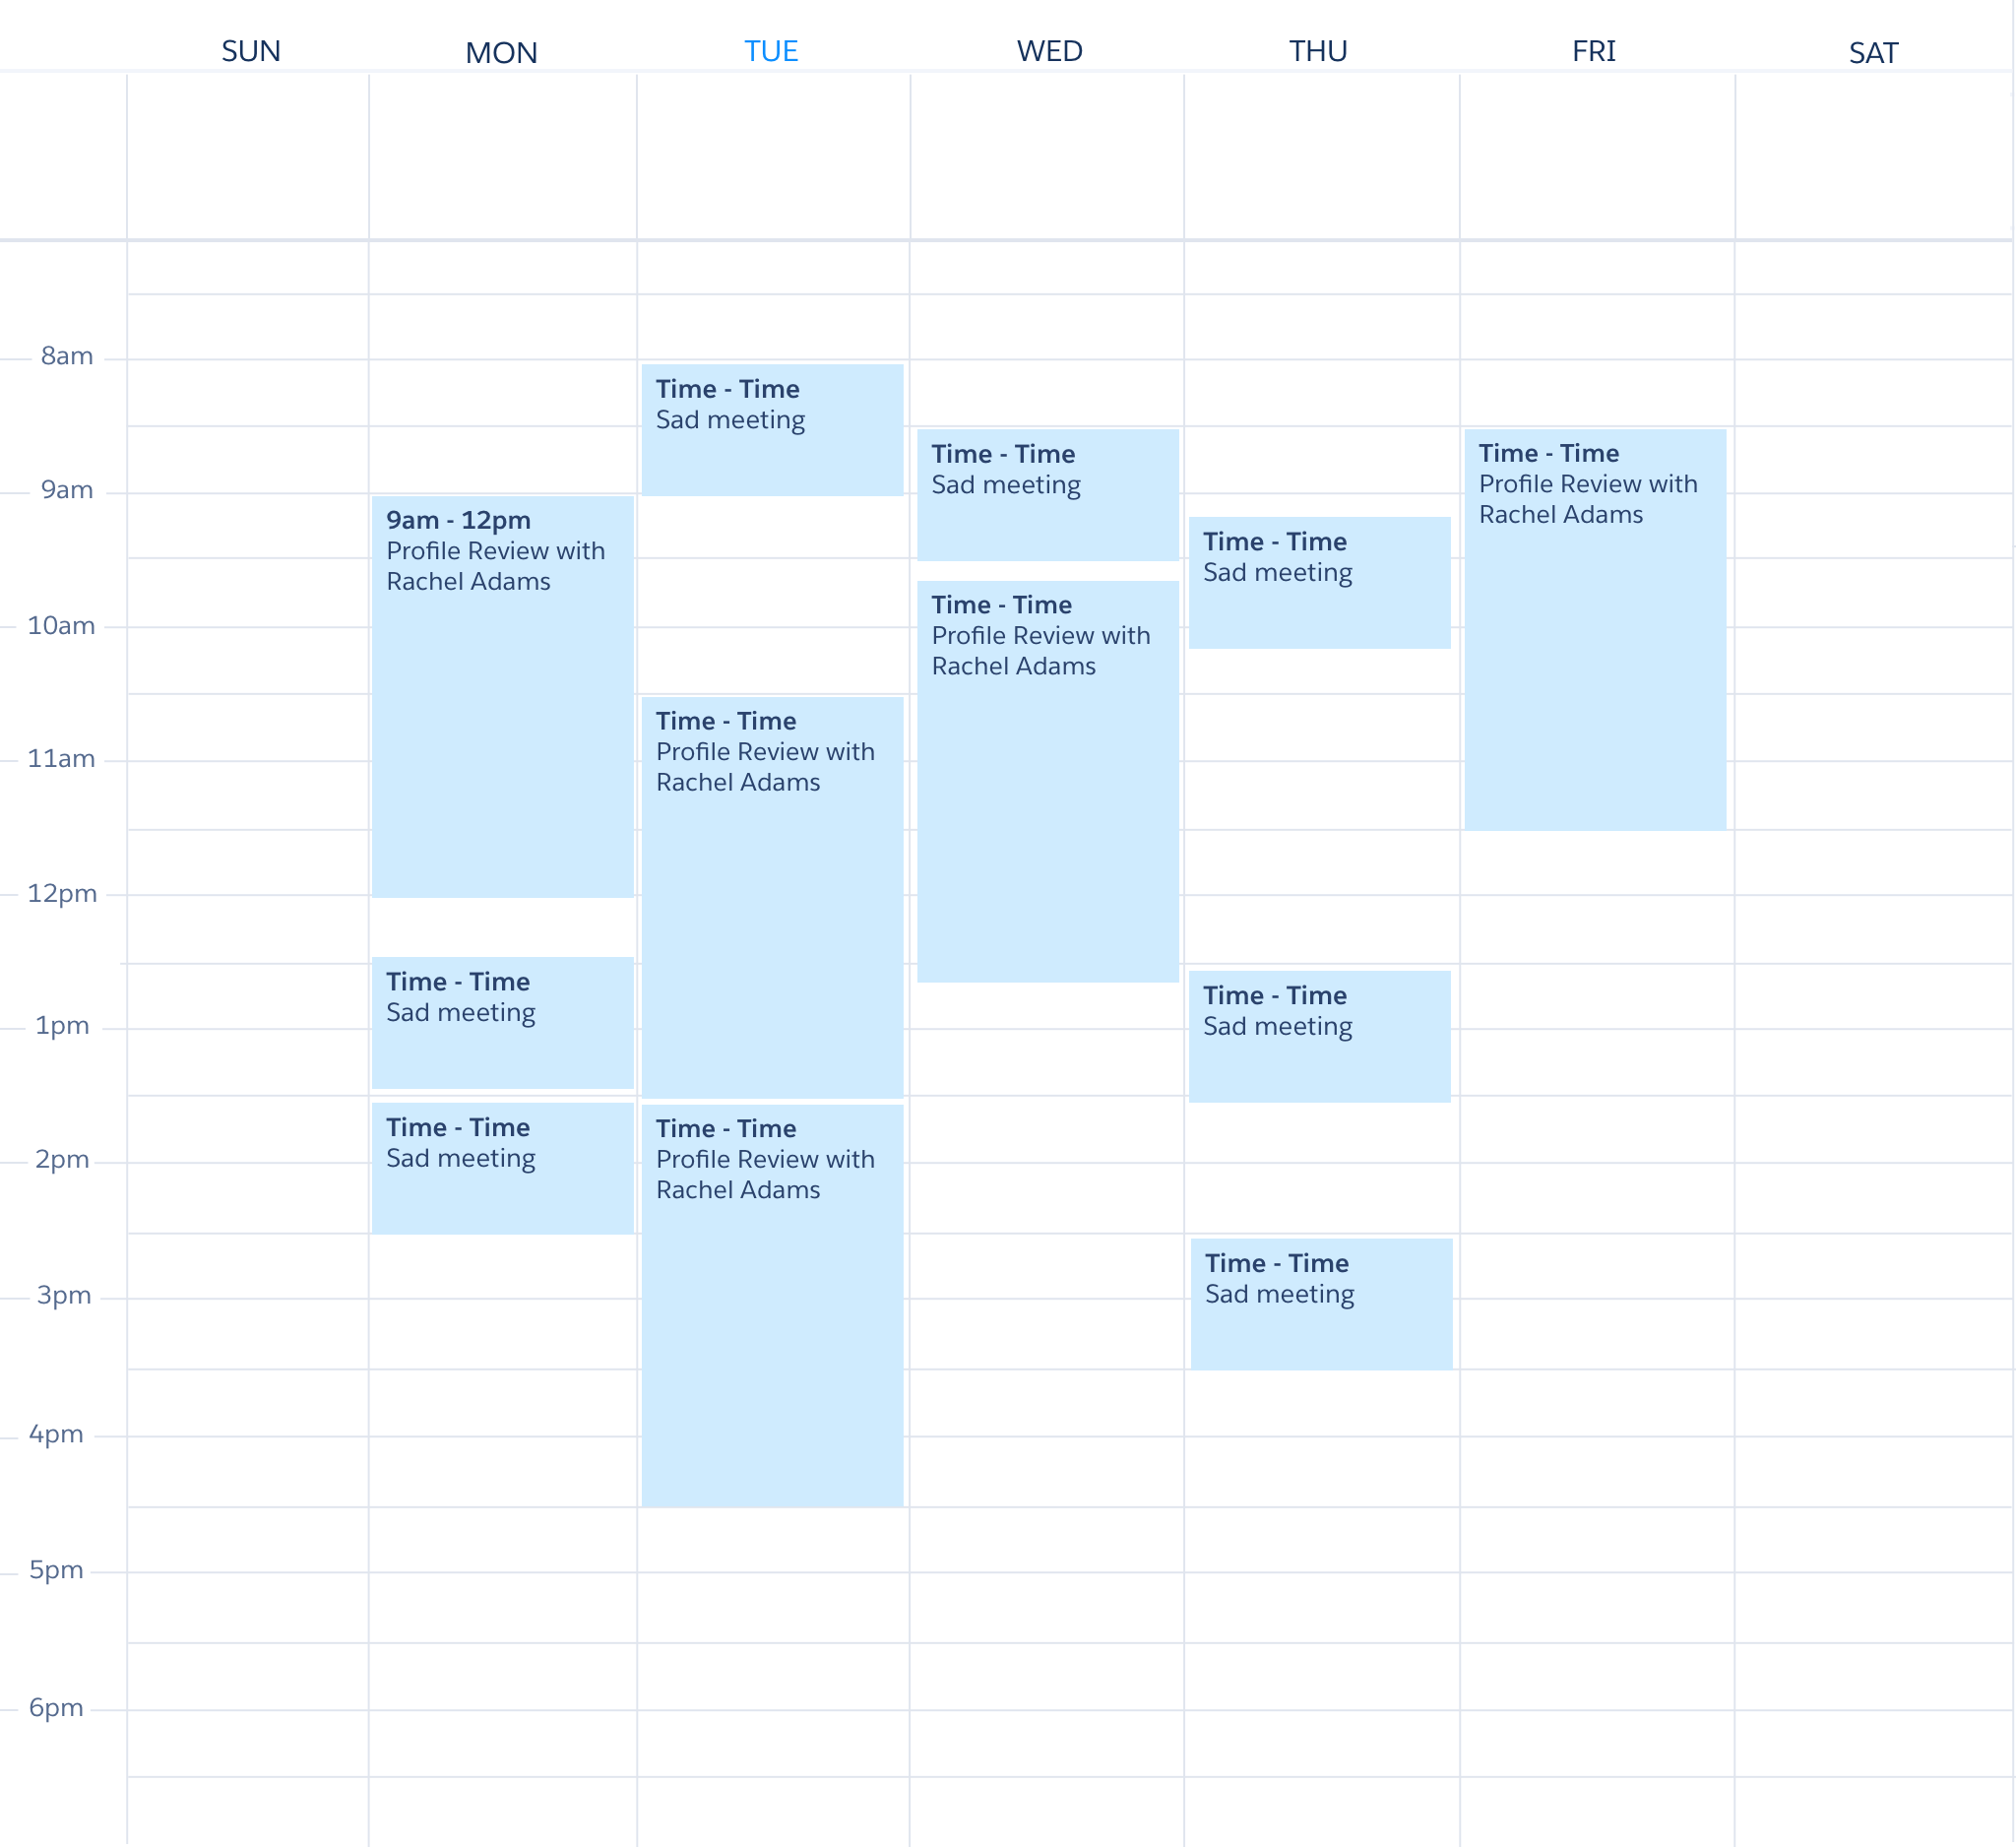 SUN
MON
TUE
WED
THU
FRI
SAT
8am
9am
10am
11am
12pm
1pm
2pm
3pm
4pm
5pm
6pm
9am - 12pm
Profile Review with
Rachel Adams
Time - Time
Sad meeting
Time - Time
Sad meeting
Time - Time
Sad meeting
Time - Time
Profile Review with
Rachel Adams
Time - Time
Profile Review with
Rachel Adams
Time - Time
Sad meeting
Time - Time
Profile Review with
Rachel Adams
Time - Time
Sad meeting
Time - Time
Sad meeting
Time - Time
Sad meeting
Time - Time
Profile Review with
Rachel Adams